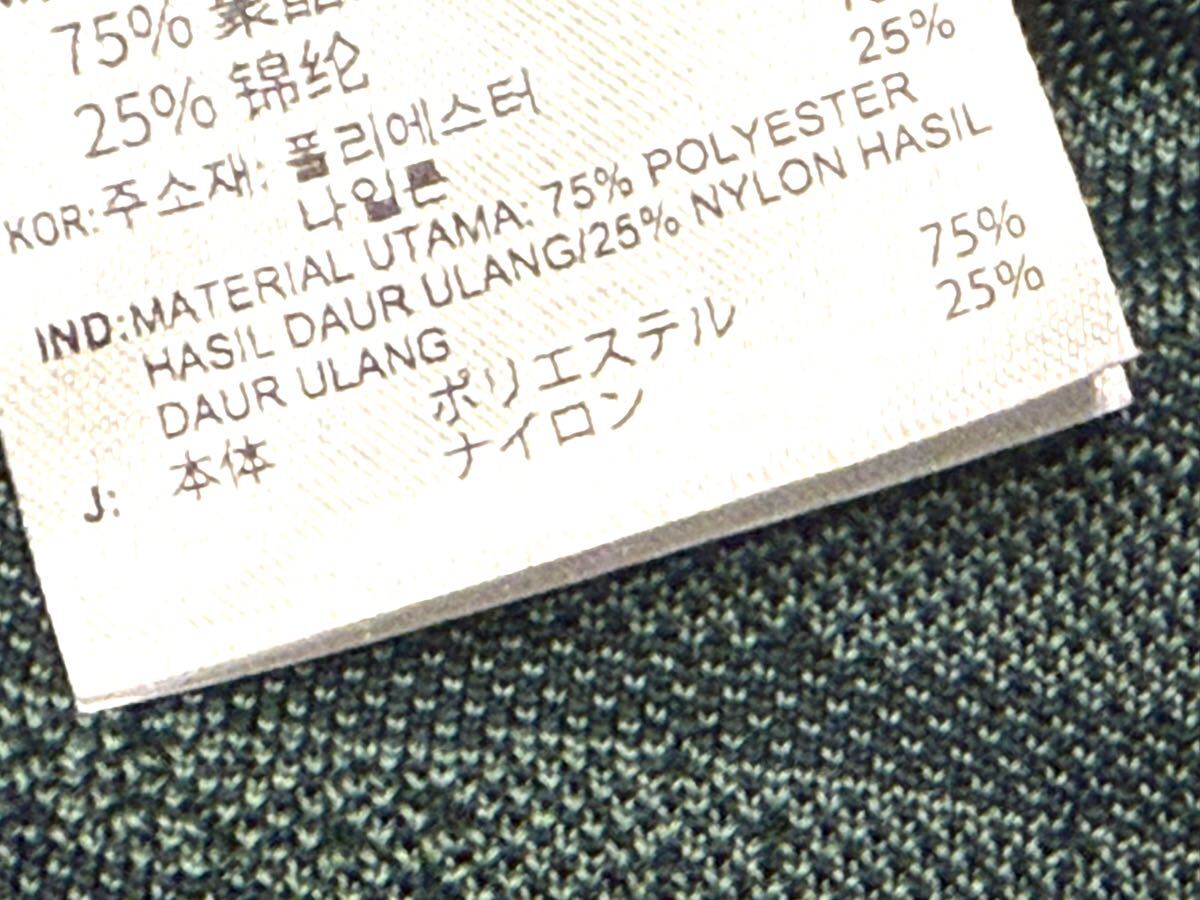 75%
25% 锦纶
25%
KOR: 주소재: 폴리에스터
나일론
IND: MATERIAL UTAMA: 75% POLYESTER
HASIL DAUR ULANG/25% NYLON HASIL
DAUR ULANG
J: 本体 ポリエステル 75%
ナイロン 25%